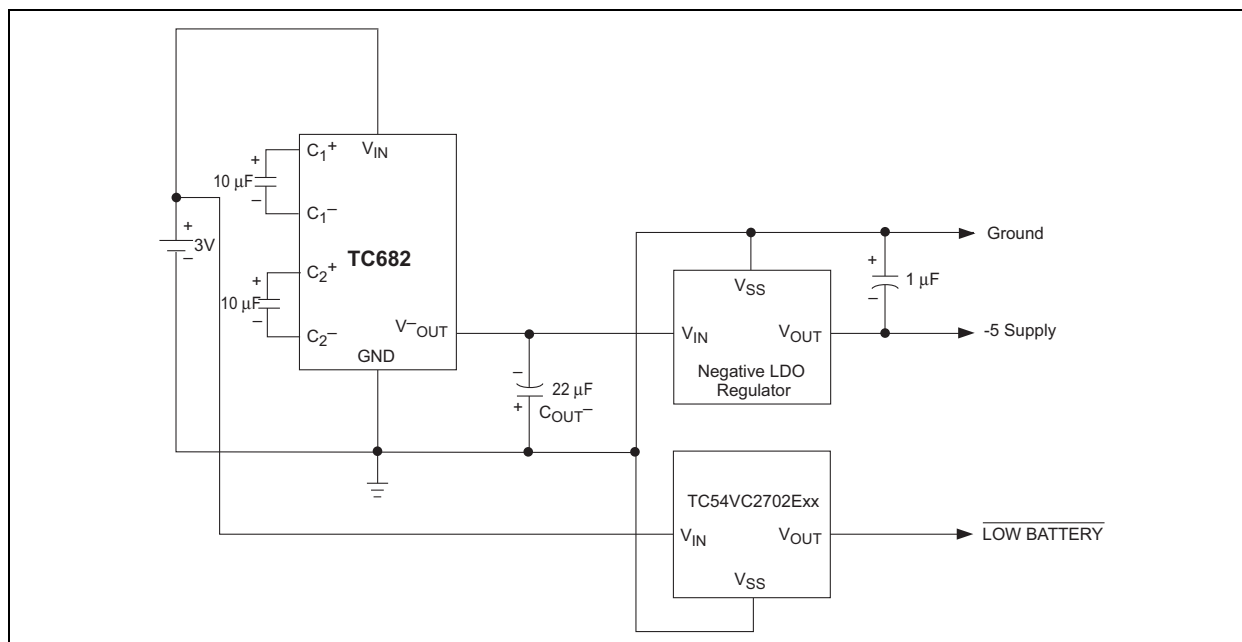 C1+
VIN
+
10 µF
–
C1–
+
3V
–
TC682
+
C2+
10 µF
–
C2–
V–OUT
GND
–
22 µF
+
COUT–
Ground
VSS
+
1 µF
–
VIN
VOUT
-5 Supply
Negative LDO
Regulator
TC54VC2702Exx
VIN
VOUT
LOW BATTERY
VSS